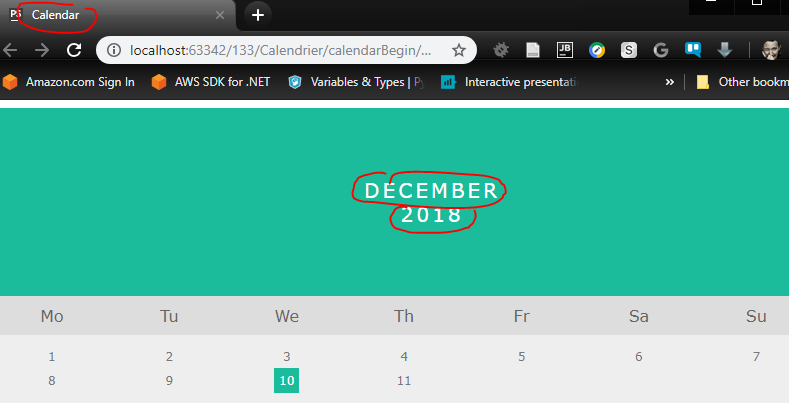 PS Calendar
localhost:63342/133/Calendrier/calendarBegin/...
JB S G
Amazon.com Sign In AWS SDK for .NET Variables & Types | Py Interactive presentati Other bookm
DECEMBER
2018
Mo Tu We Th Fr Sa Su
1 2 3 4 5 6 7
8 9 10 11